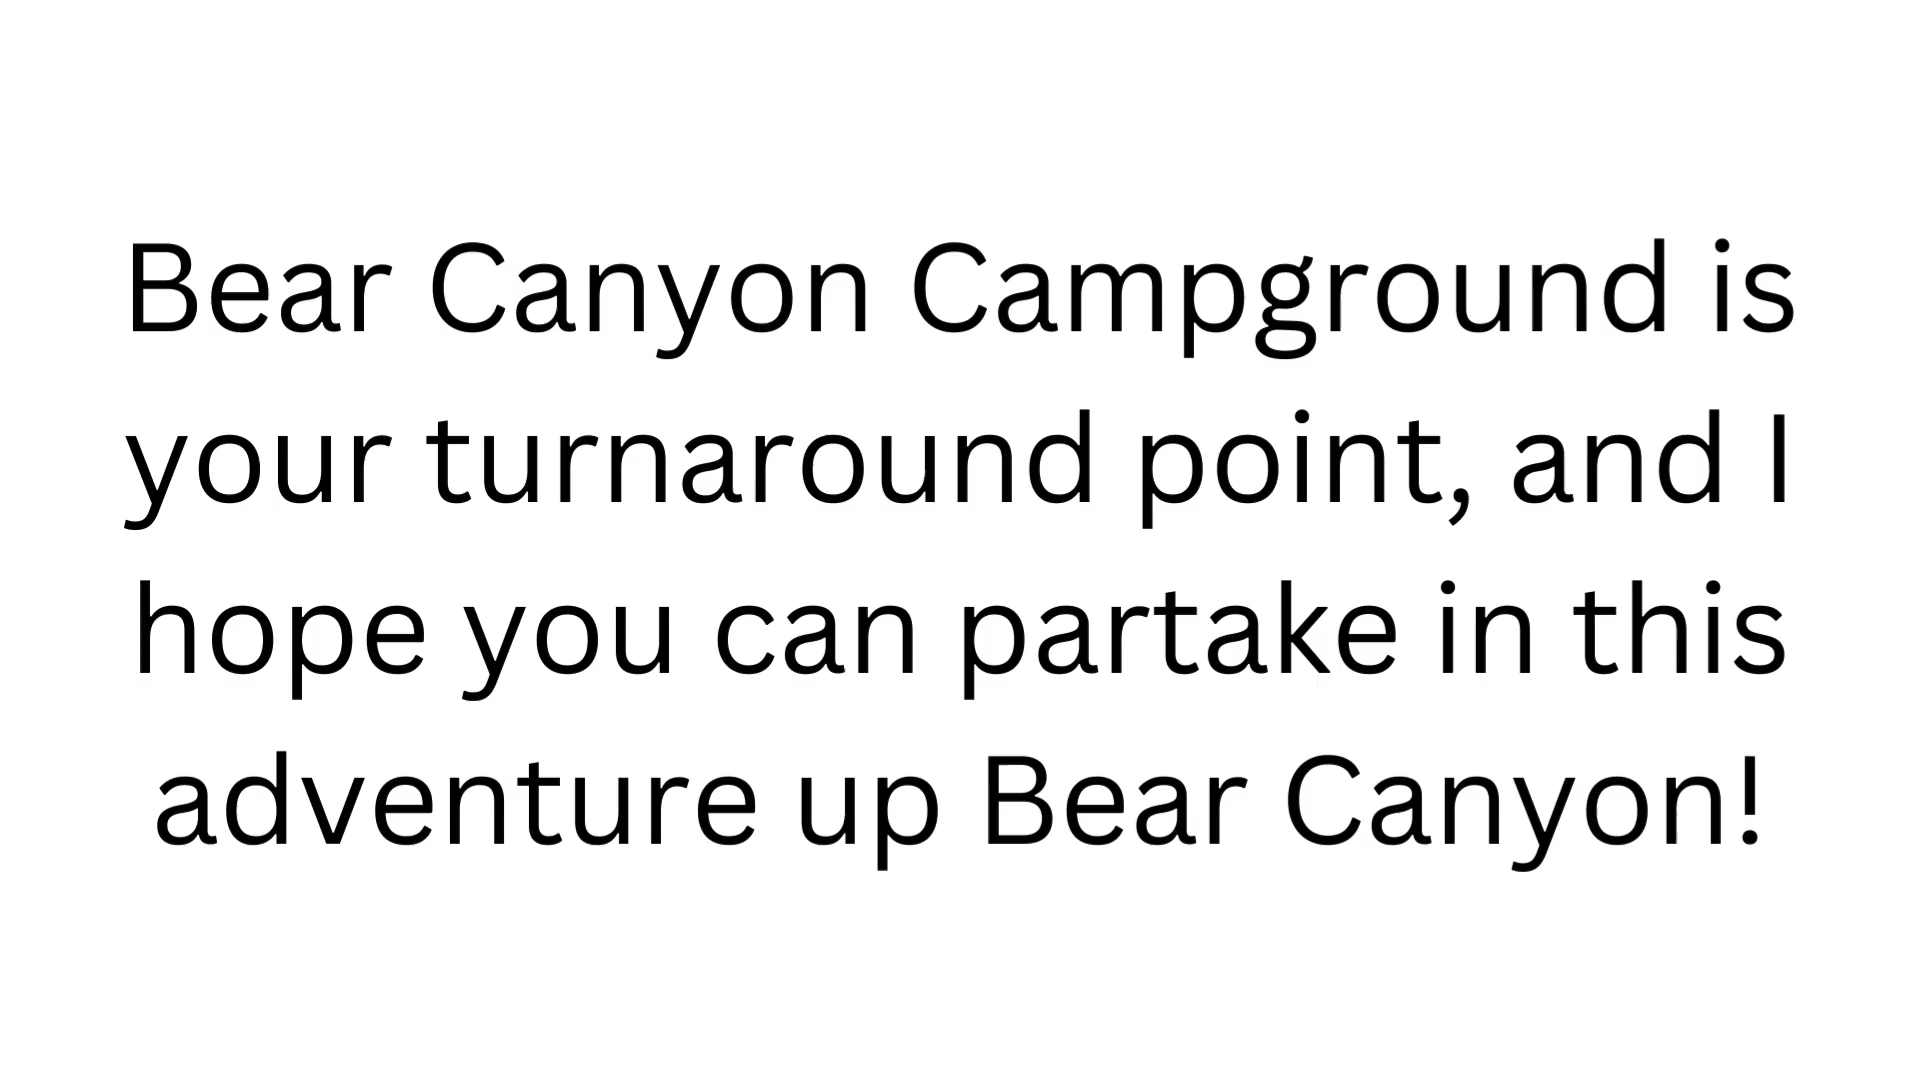 Bear Canyon Campground is
your turnaround point, and I
hope you can partake in this
adventure up Bear Canyon!